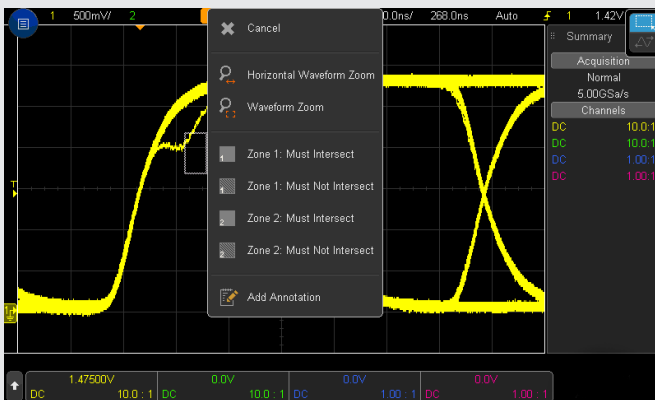 1 500mV/ 2 0.0ns/ 268.0ns Auto 1 1.42V
Cancel
Horizontal Waveform Zoom
Waveform Zoom
1 Zone 1: Must Intersect
1 Zone 1: Must Not Intersect
2 Zone 2: Must Intersect
2 Zone 2: Must Not Intersect
Add Annotation
T
Summary
Acquisition
Normal
5.00GSa/s
Channels
DC 10.0:1
DC 10.0:1
DC 1.00:1
DC 1.00:1
1.47500V 0.0V 0.0V 0.0V
DC 10.0 : 1 DC 10.0 : 1 DC 1.00 : 1 DC 1.00 : 1